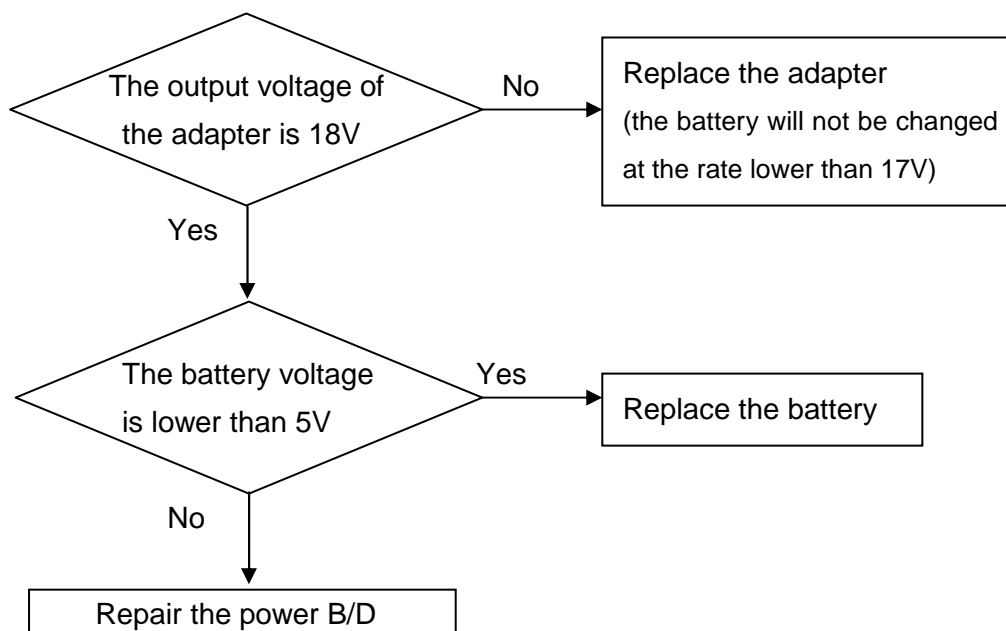 The output voltage of
the adapter is 18V
No
Replace the adapter
(the battery will not be changed
at the rate lower than 17V)
Yes
The battery voltage
is lower than 5V
Yes
Replace the battery
No
Repair the power B/D